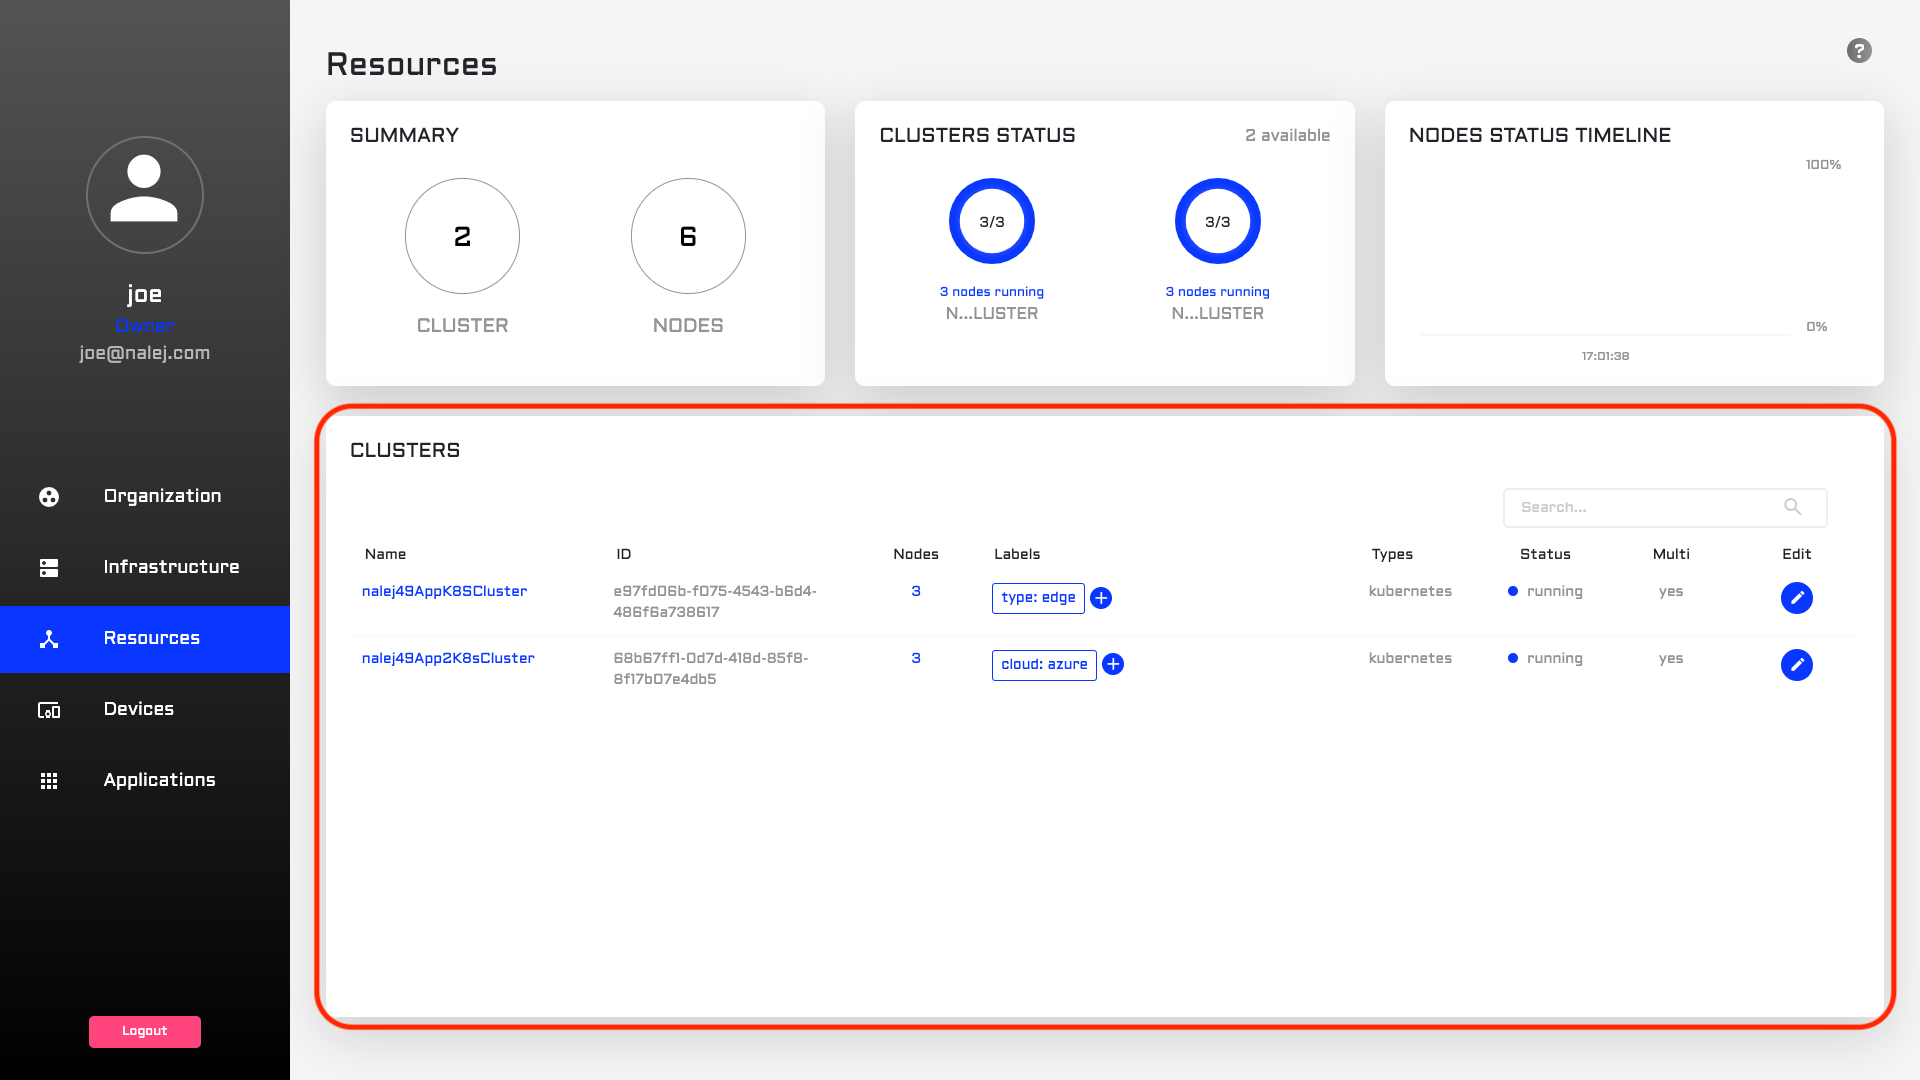 joe
Owner
joe@nalej.com
Organization
Infrastructure
Resources
Devices
Applications
Logout
Resources
?
SUMMARY
2
CLUSTER
6
NODES
CLUSTERS STATUS
2 available
3/3
3 nodes running
N...LUSTER
3/3
3 nodes running
N...LUSTER
NODES STATUS TIMELINE
100%
0%
17:01:38
CLUSTERS
Search...
Name ID Nodes Labels Types Status Multi Edit
nalej49AppK8SCluster e97fd06b-f075-4543-b6d4- 3 type: edge kubernetes running yes
486f6a738617
nalej49App2K8sCluster 68b67ff1-0d7d-418d-85f8- 3 cloud: azure kubernetes running yes
8f17b07e4db5